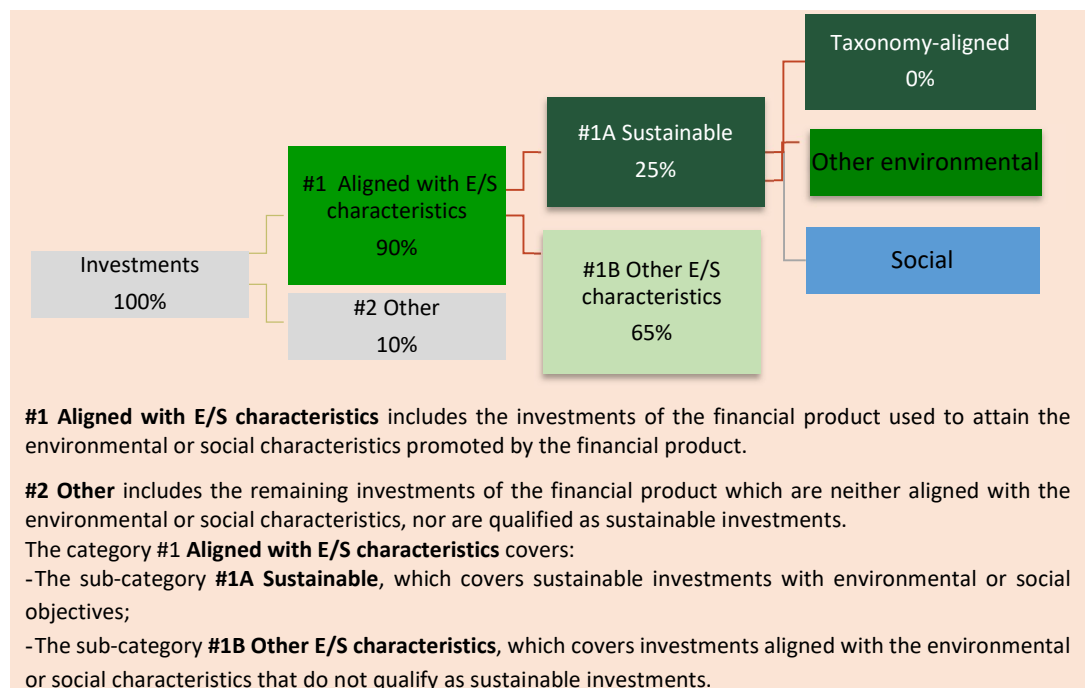 Investments
100%
#1 Aligned with E/S
characteristics
90%
#2 Other
10%
#1A Sustainable
25%
#1B Other E/S
characteristics
65%
Taxonomy-aligned
0%
Other environmental
Social
#1 Aligned with E/S characteristics includes the investments of the financial product used to attain the
environmental or social characteristics promoted by the financial product.
#2 Other includes the remaining investments of the financial product which are neither aligned with the
environmental or social characteristics, nor are qualified as sustainable investments.
The category #1 Aligned with E/S characteristics covers:
-The sub-category #1A Sustainable, which covers sustainable investments with environmental or social
objectives;
-The sub-category #1B Other E/S characteristics, which covers investments aligned with the environmental
or social characteristics that do not qualify as sustainable investments.